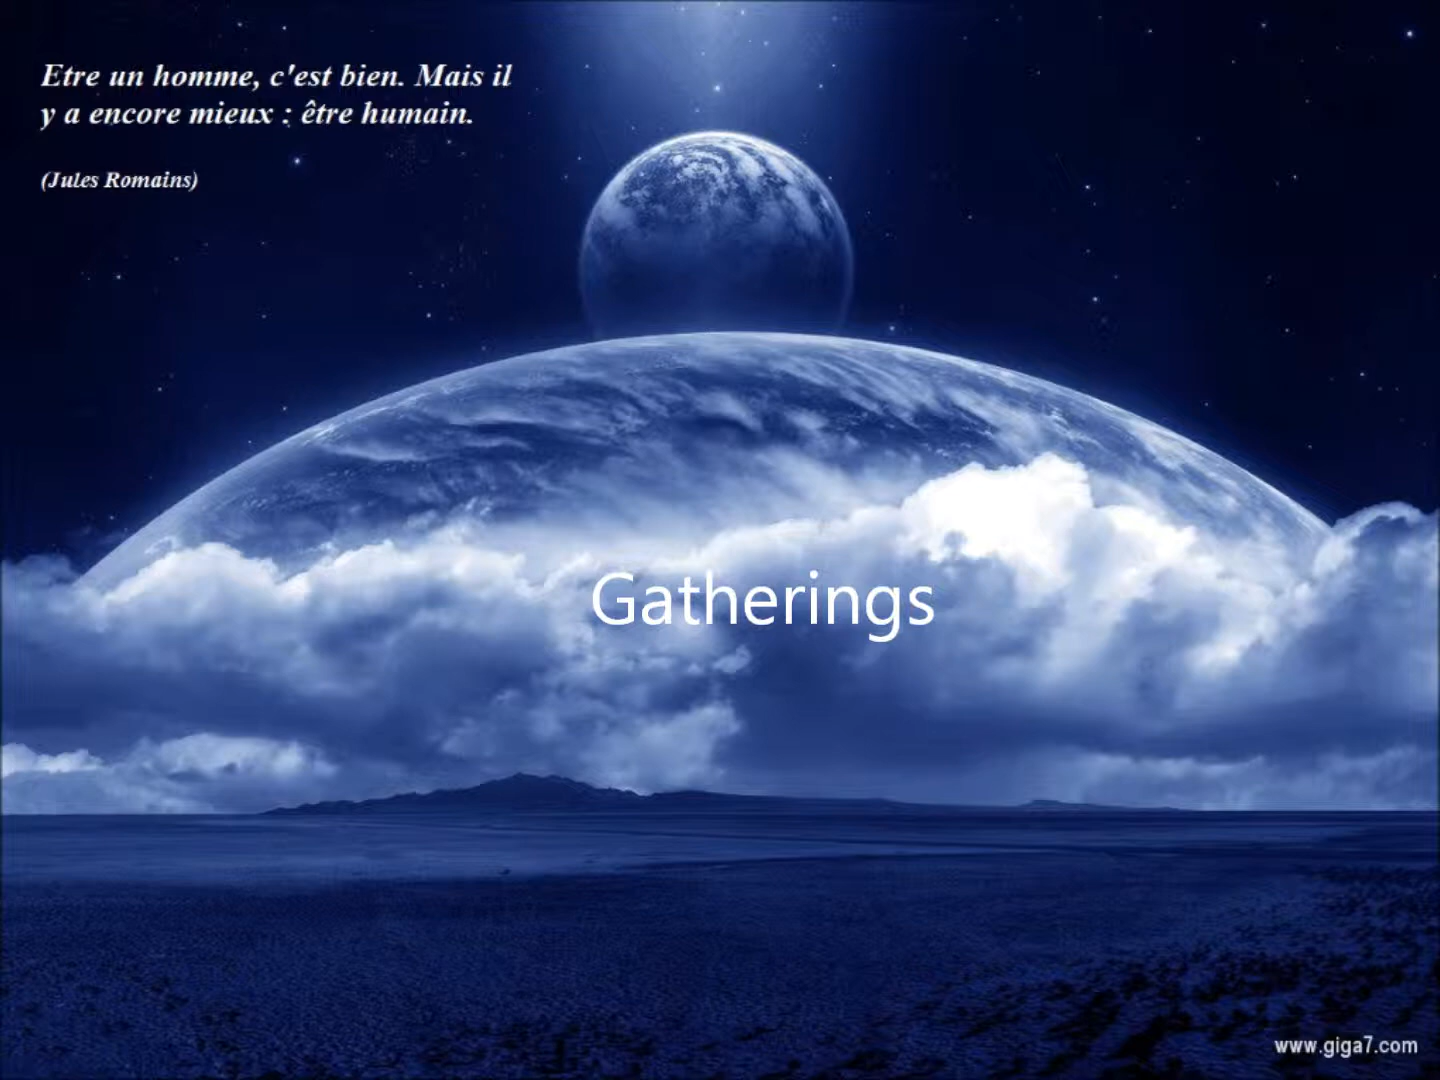 Etre un homme, c'est bien. Mais il
y a encore mieux : être humain.
(Jules Romains)
Gatherings
www.giga7.com